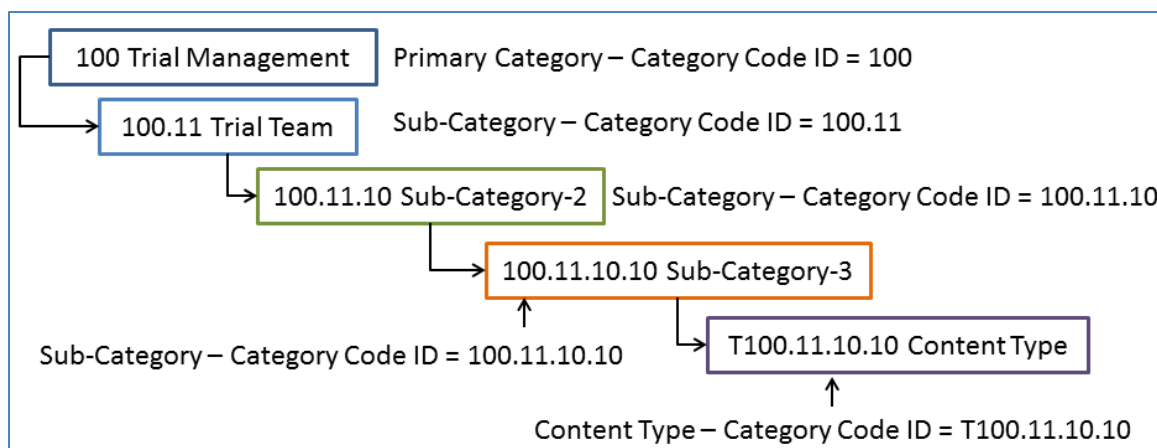 100 Trial Management
Primary Category – Category Code ID = 100
100.11 Trial Team
Sub-Category – Category Code ID = 100.11
100.11.10 Sub-Category-2
Sub-Category – Category Code ID = 100.11.10
100.11.10.10 Sub-Category-3
Sub-Category – Category Code ID = 100.11.10.10
T100.11.10.10 Content Type
Content Type – Category Code ID = T100.11.10.10